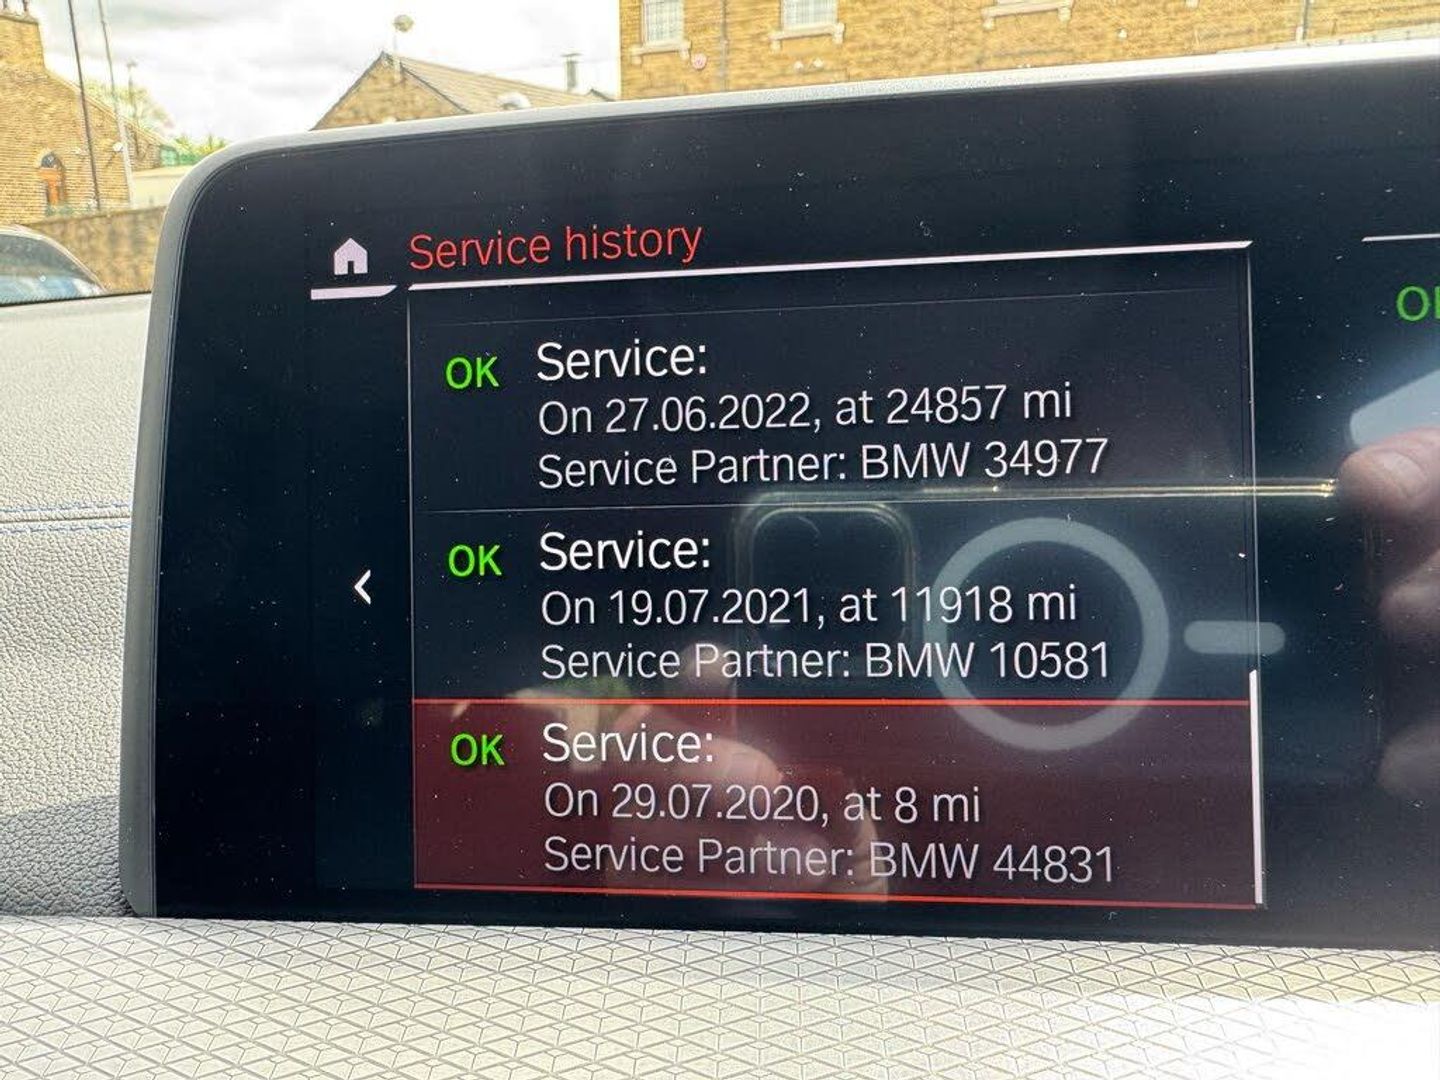 Service history
OK Service:
On 27.06.2022, at 24857 mi
Service Partner: BMW 34977
OK Service:
On 19.07.2021, at 11918 mi
Service Partner: BMW 10581
OK Service:
On 29.07.2020, at 8 mi
Service Partner: BMW 44831